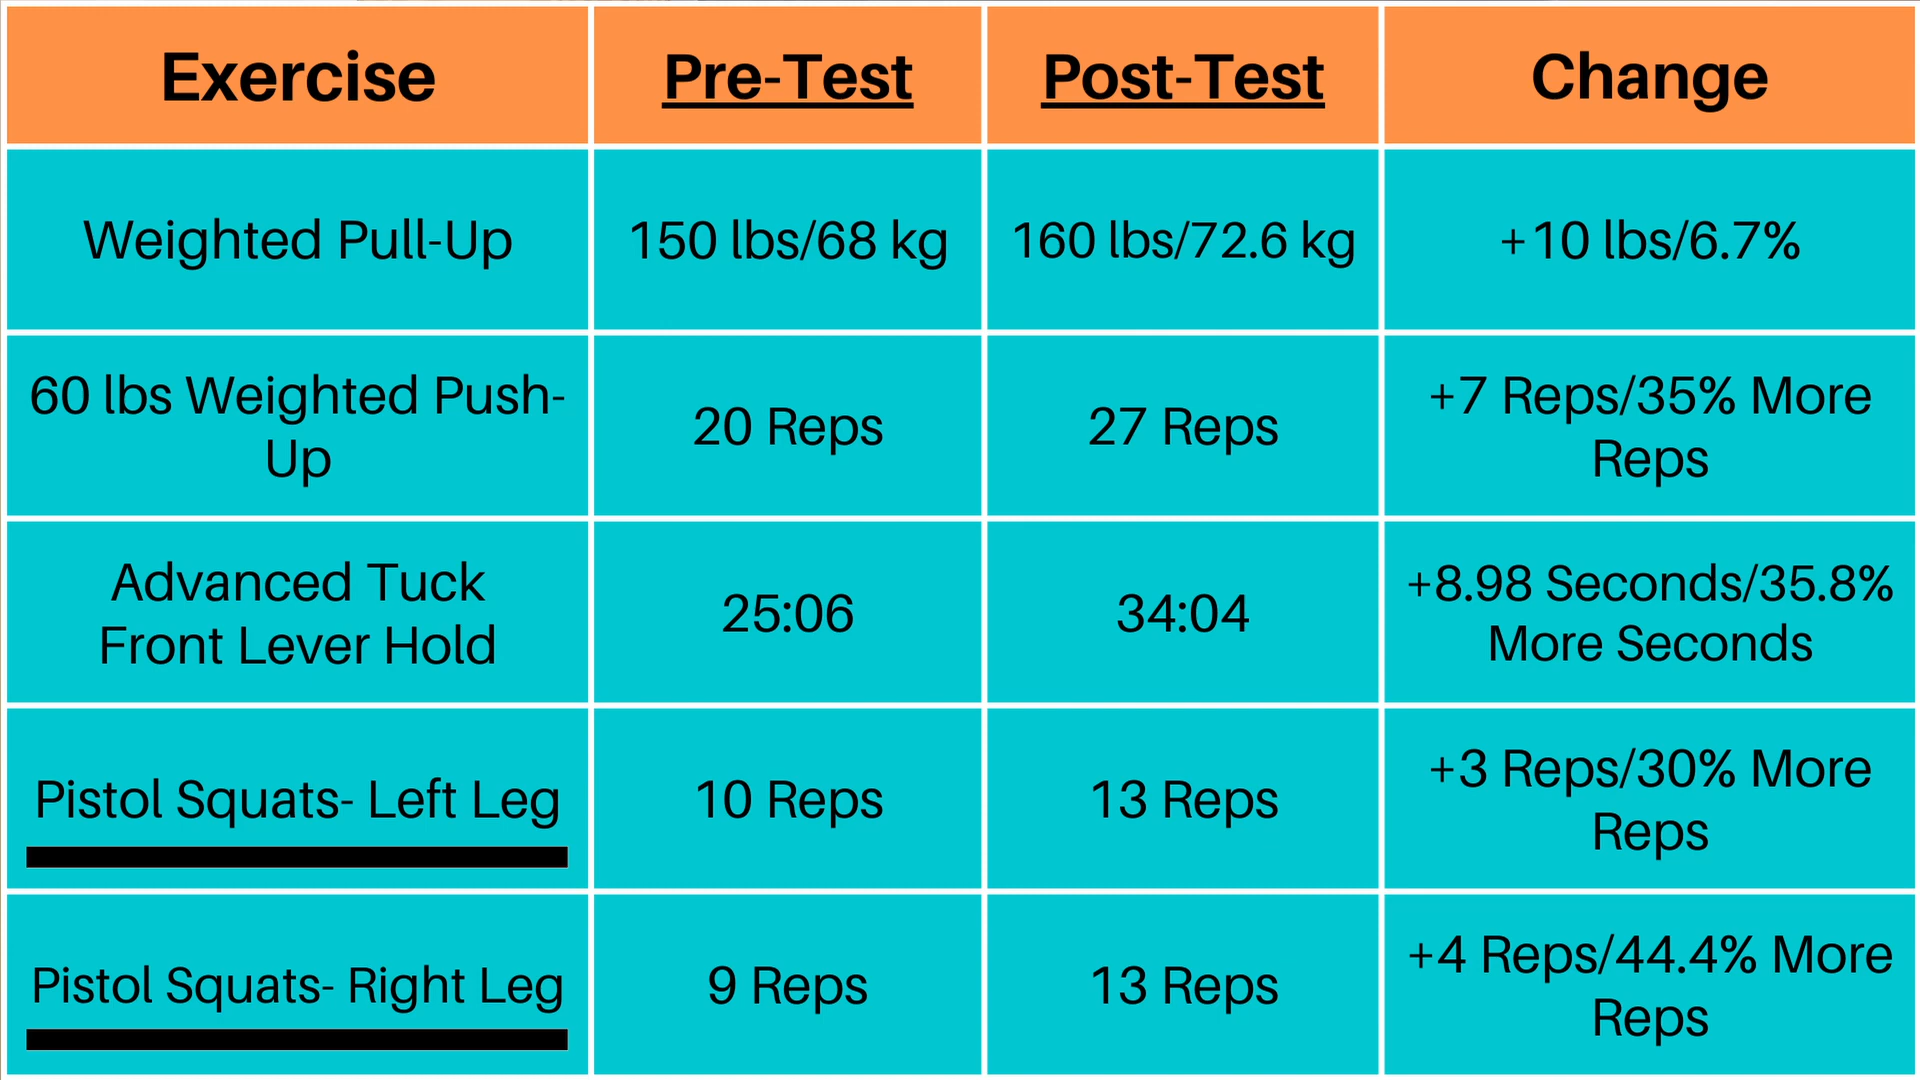 Exercise
Pre-Test
Post-Test
Change
Weighted Pull-Up
150 lbs/68 kg
160 lbs/72.6 kg
+10 lbs/6.7%
60 lbs Weighted Push-
Up
20 Reps
27 Reps
+7 Reps/35% More
Reps
Advanced Tuck
Front Lever Hold
25:06
34:04
+8.98 Seconds/35.8%
More Seconds
Pistol Squats- Left Leg
10 Reps
13 Reps
+3 Reps/30% More
Reps
Pistol Squats- Right Leg
9 Reps
13 Reps
+4 Reps/44.4% More
Reps